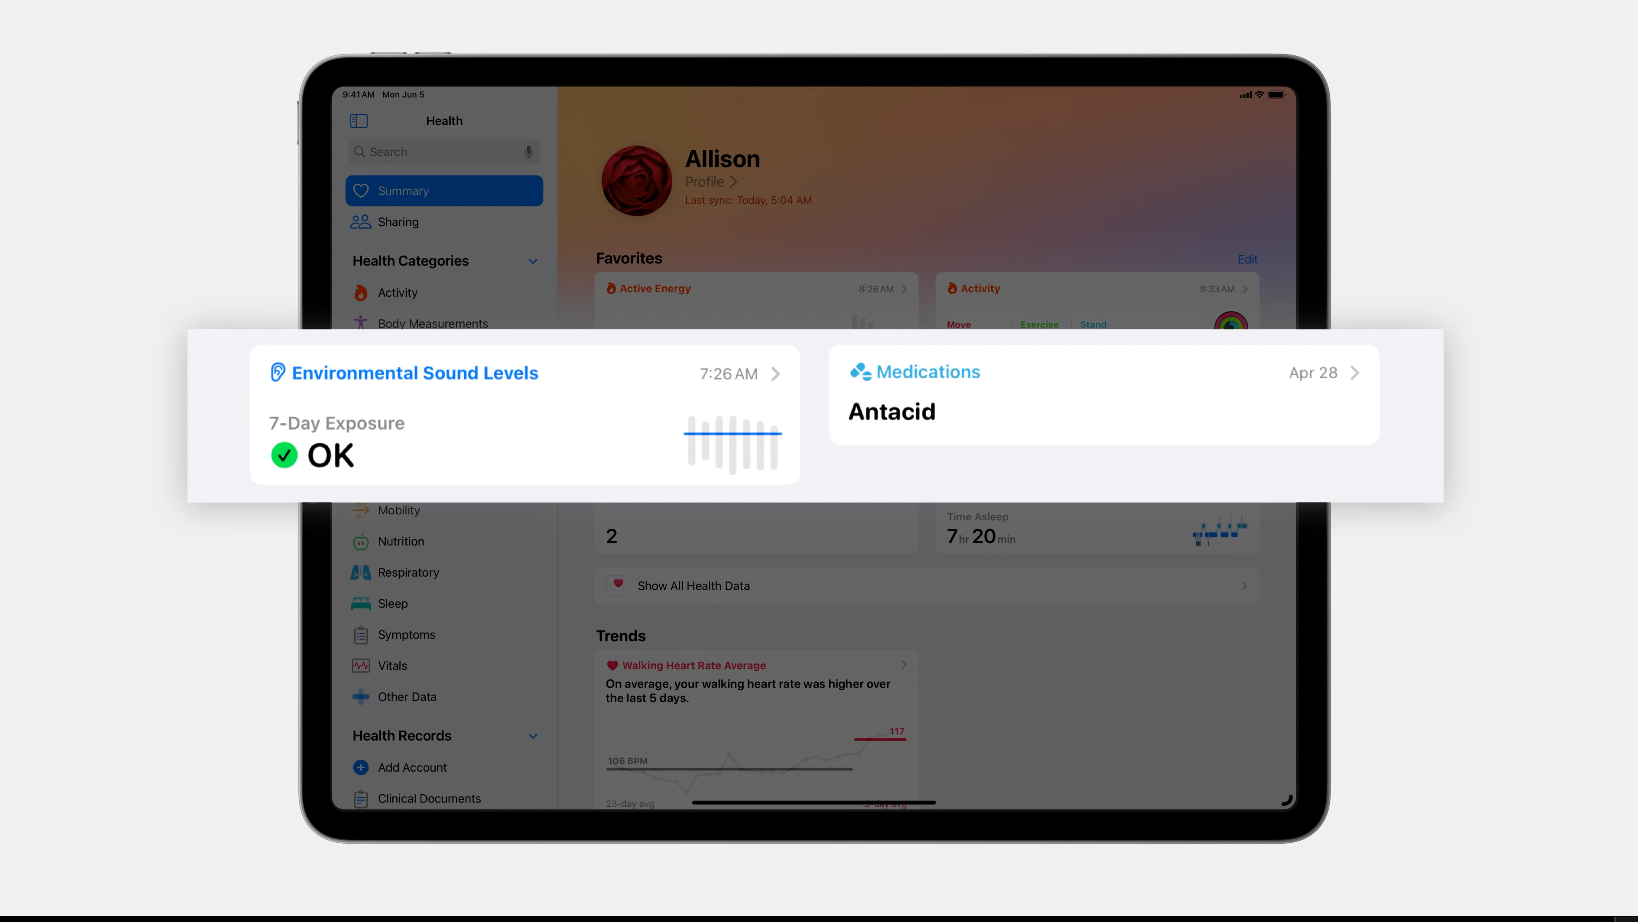 9:41 AM Mon Jun 5
Health
Search
Summary
Sharing
Health Categories
Activity
Body Measurements
Allison
Profile
Last sync: Today, 5:04 AM
Favorites
Edit
Active Energy
8:26 AM
Activity
8:33 AM
Move
Exercise
Stand
Environmental Sound Levels
7:26 AM
7-Day Exposure
OK
Medications
Apr 28
Antacid
Mobility
Nutrition
Respiratory
Sleep
Symptoms
Vitals
Other Data
Health Records
Add Account
Clinical Documents
2
Time Asleep
7 hr 20 min
Show All Health Data
Trends
Walking Heart Rate Average
On average, your walking heart rate was higher over
the last 5 days.
117
106 BPM
23-day avg
5-day avg